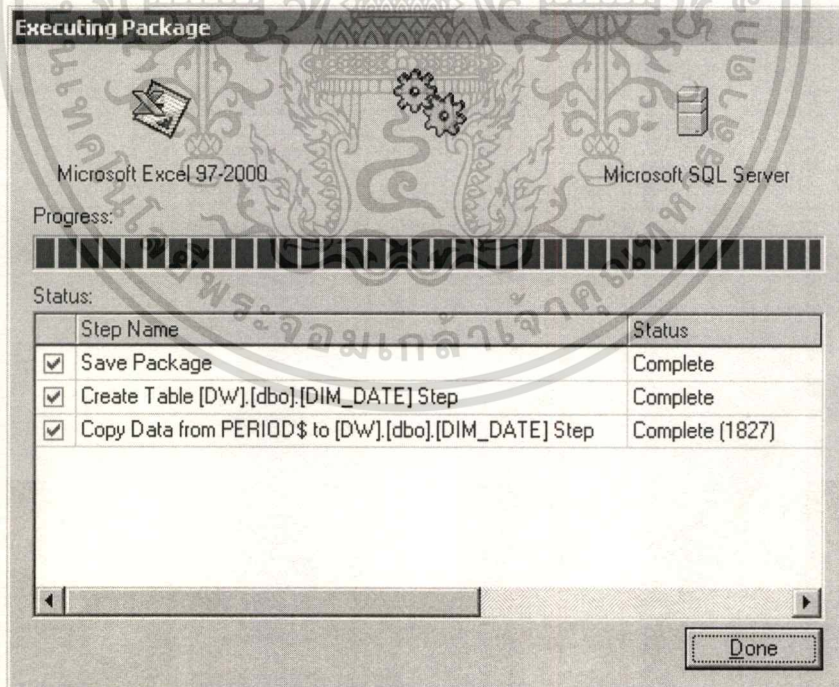 Executing Package
Microsoft Excel 97-2000
Microsoft SQL Server
Progress:
Status:
Step Name Status
Save Package Complete
Create Table [DW].[dbo].[DIM_DATE] Step Complete
Copy Data from PERIOD$ to [DW].[dbo].[DIM_DATE] Step Complete (1827)
Done